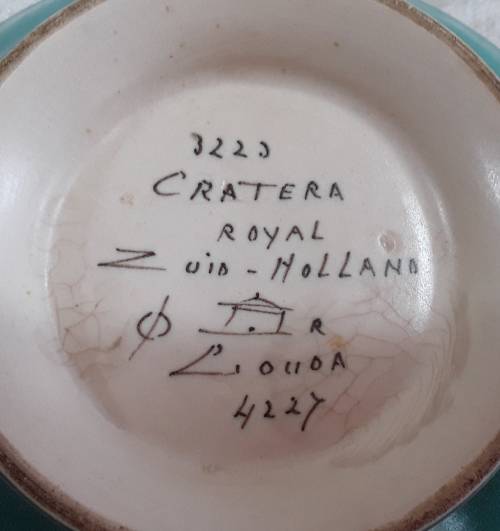 3223
CRATERA
ROYAL
ZUID-HOLLAND
R
GOUDA
4227